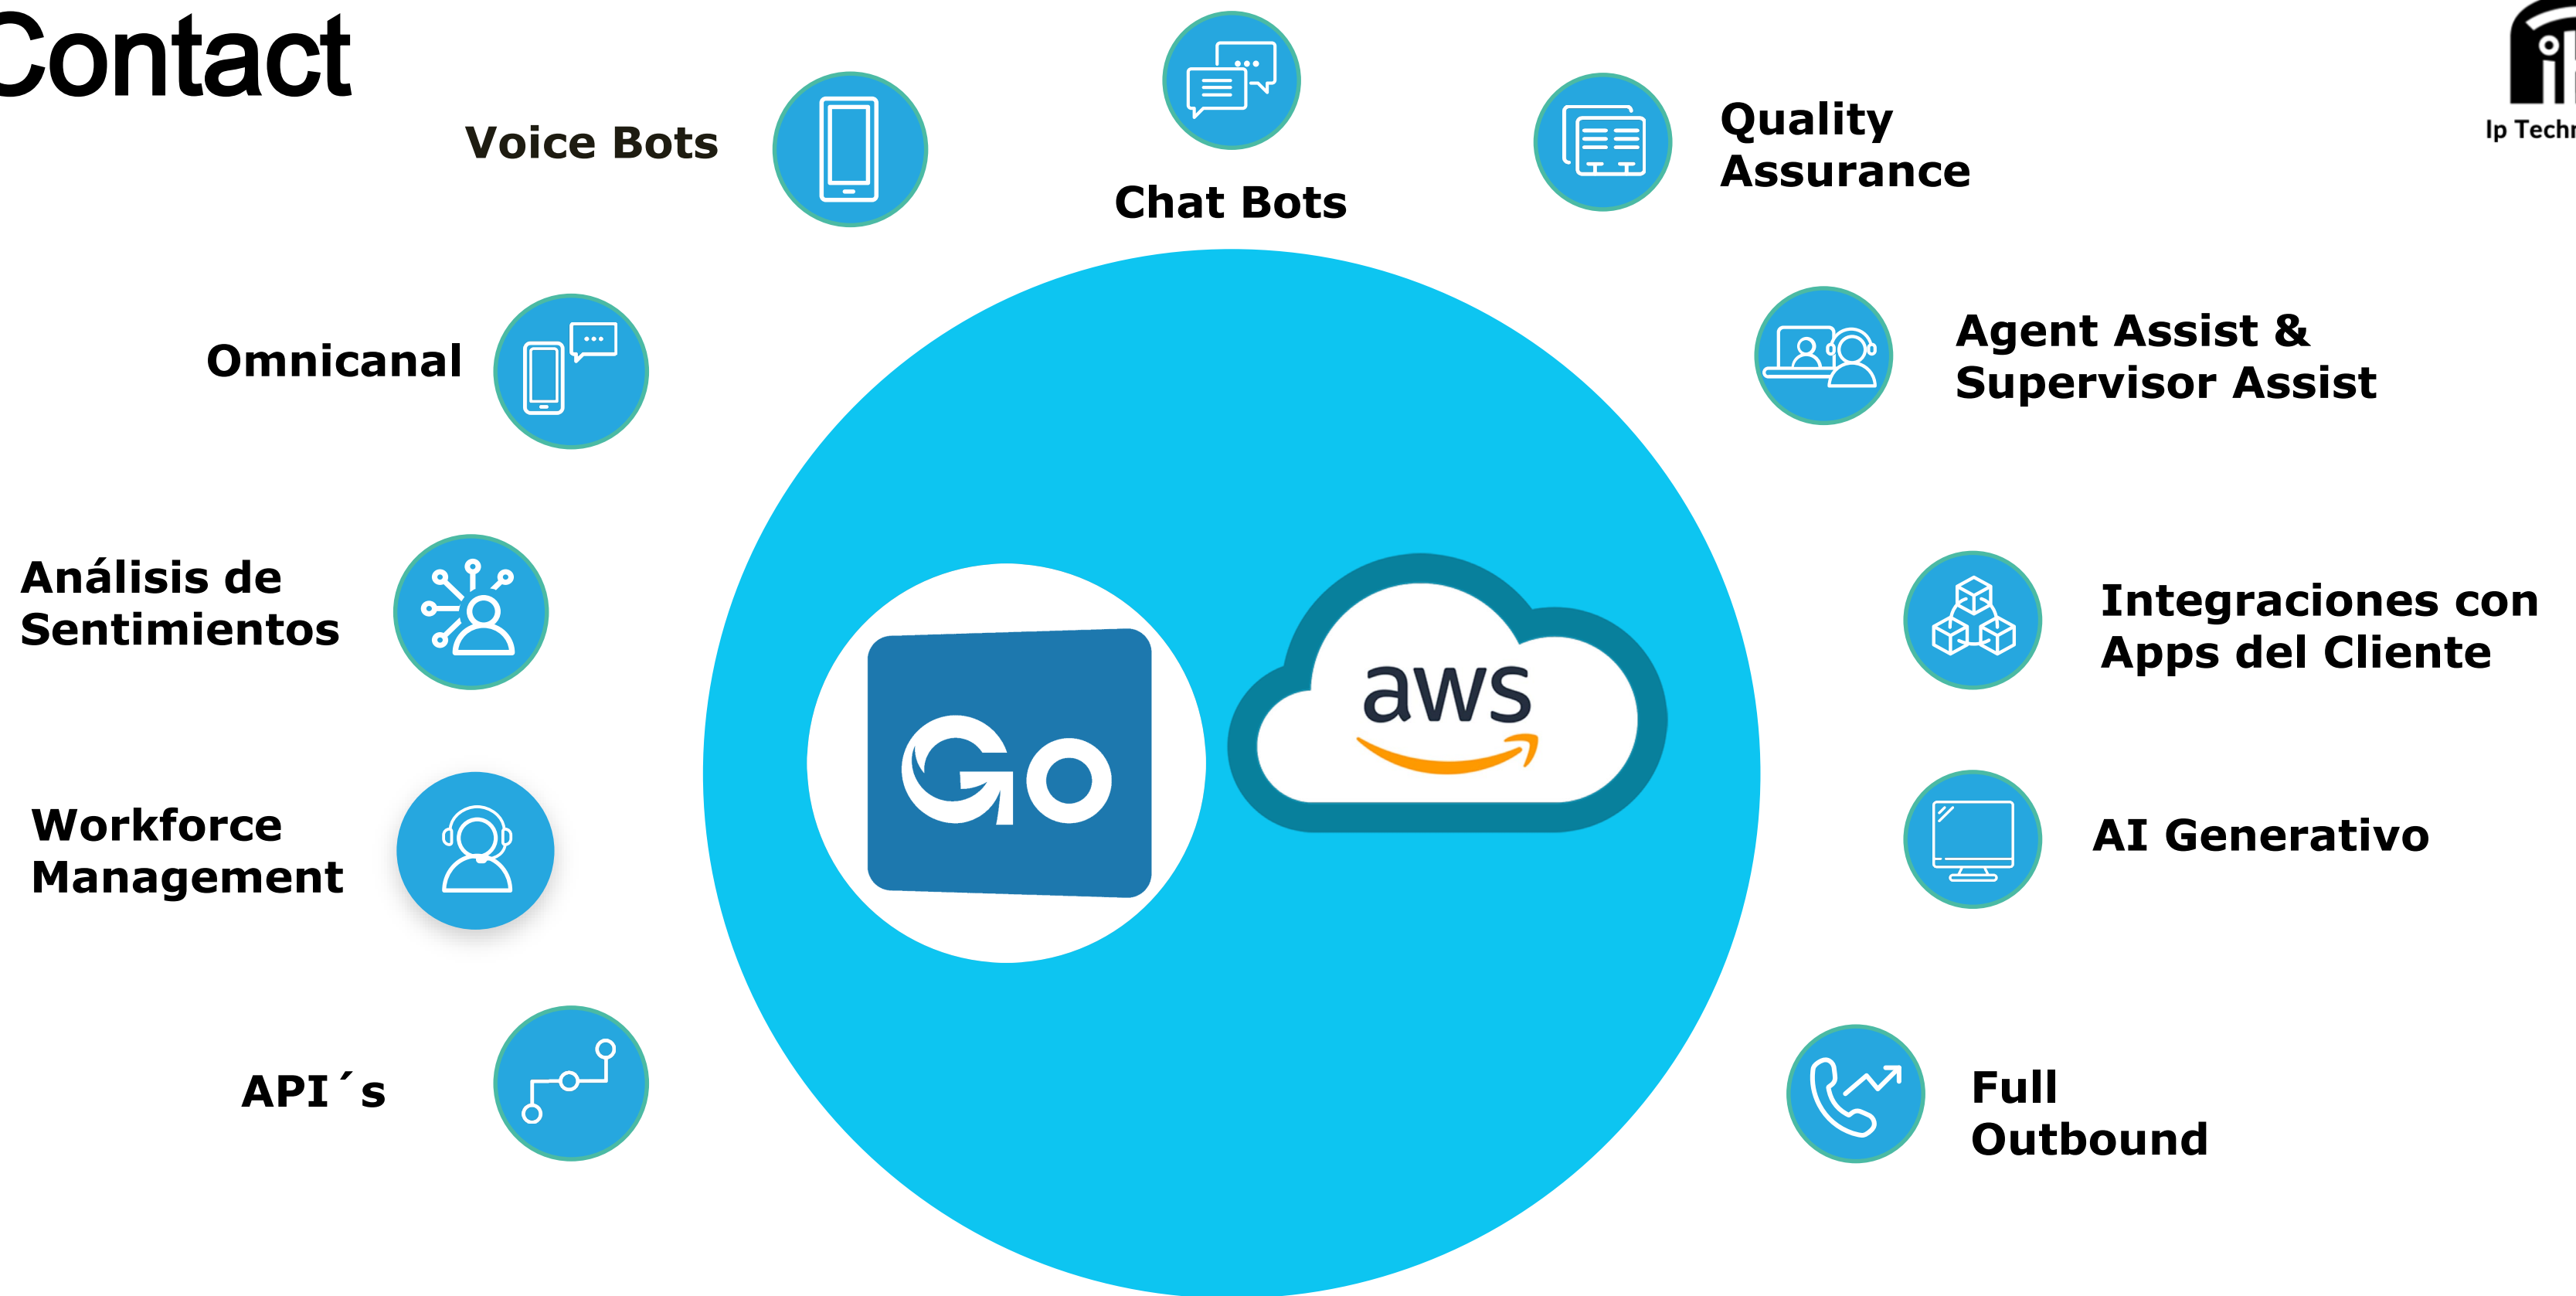 Contact
Voice Bots
Chat Bots
Quality
Assurance
Omnicanal
Agent Assist &
Supervisor Assist
Análisis de
Sentimientos
Integraciones con
Apps del Cliente
Go
aws
Workforce
Management
AI Generativo
API´s
Full
Outbound
Ip